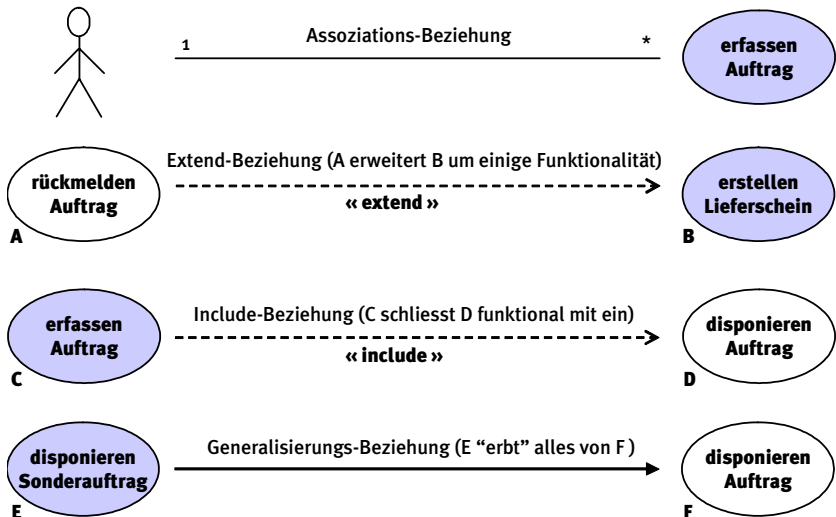 Assoziations-Beziehung
1
*
erfassen
Auftrag
Extend-Beziehung (A erweitert B um einige Funktionalität)
rückmelden
Auftrag
« extend »
erstellen
Lieferschein
A
B
Include-Beziehung (C schliesst D funktional mit ein)
erfassen
Auftrag
« include »
disponieren
Auftrag
C
D
Generalisierungs-Beziehung (E “erbt” alles von F )
disponieren
Sonderauftrag
disponieren
Auftrag
E
F